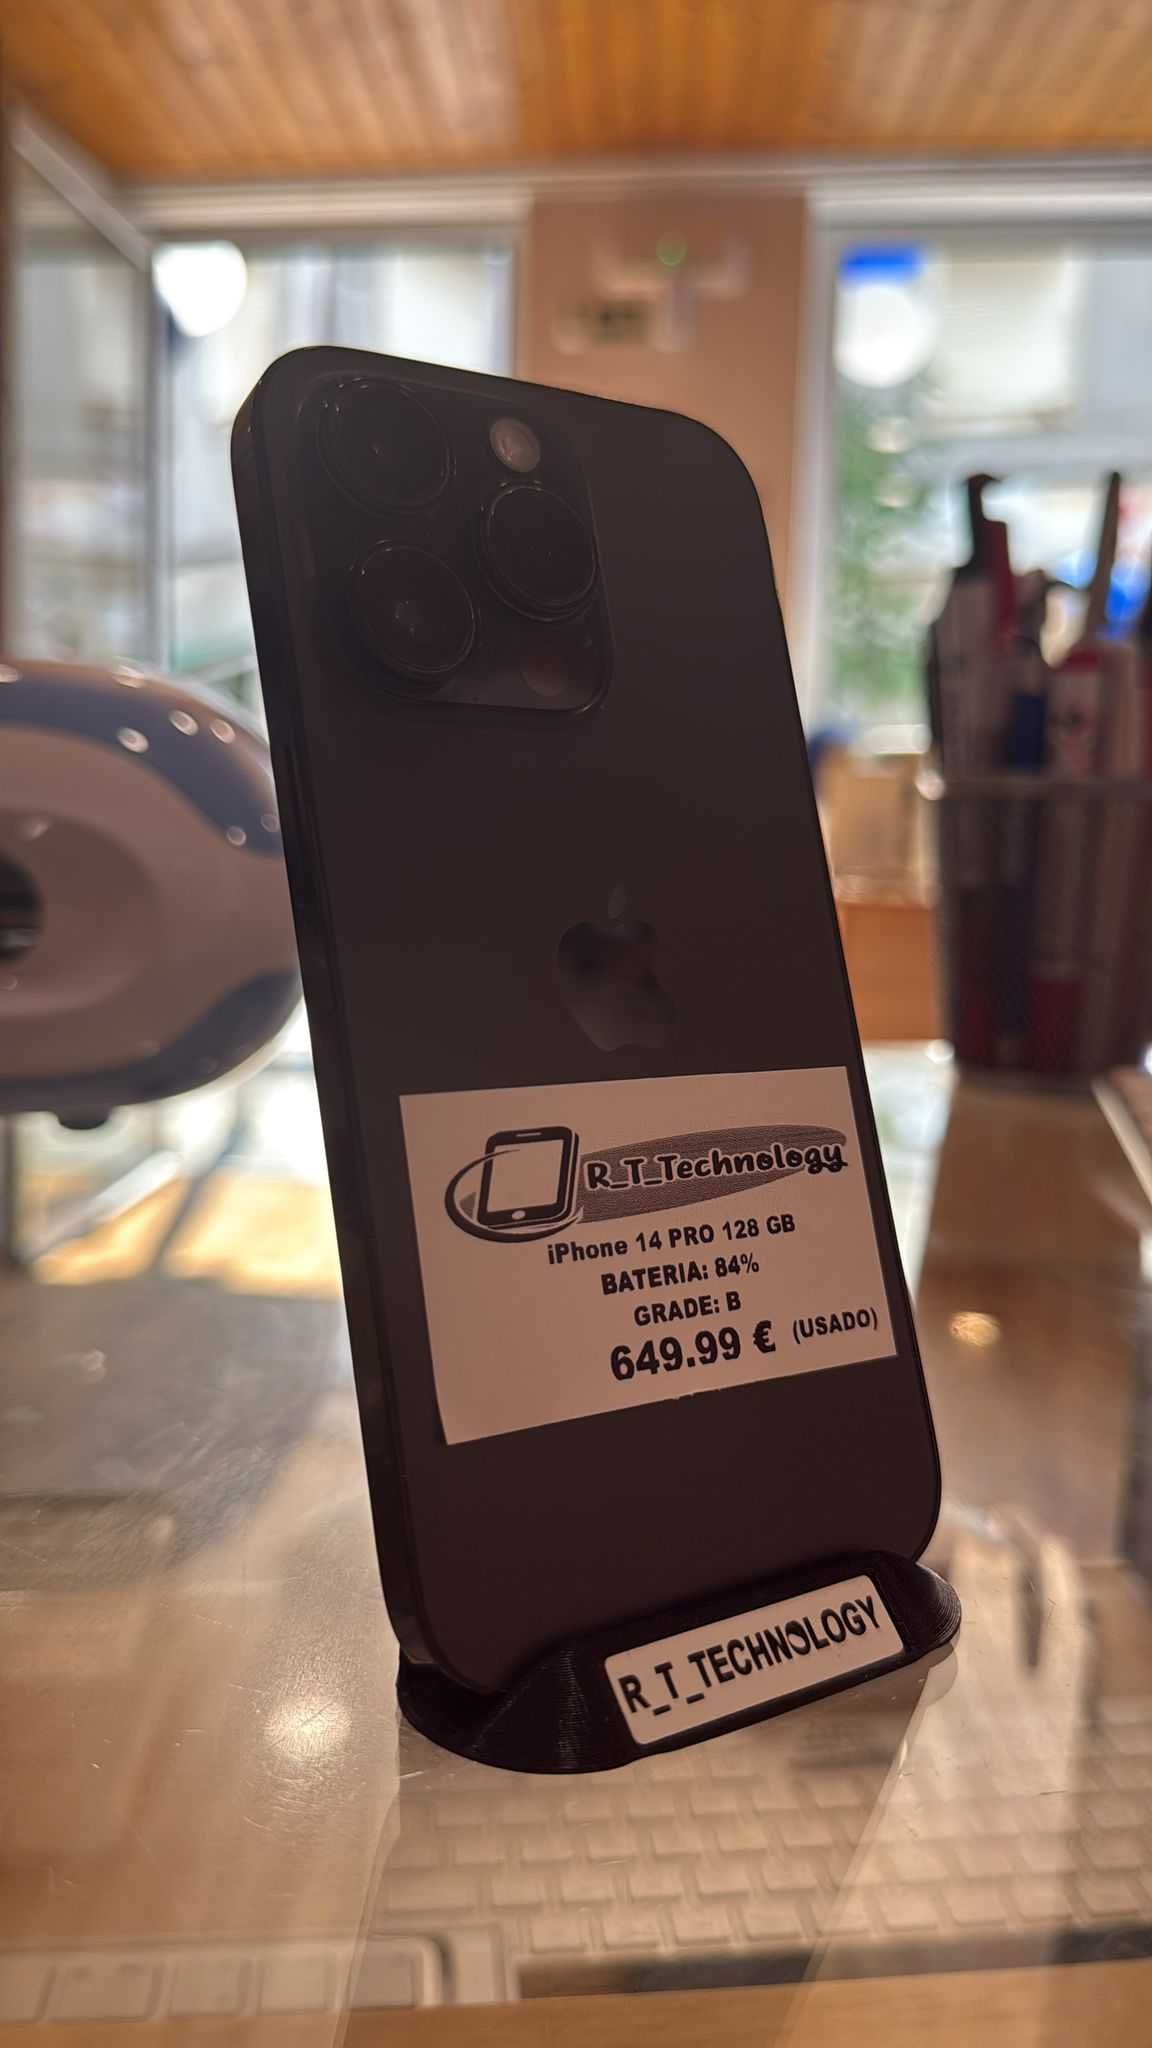 R_T_Technology
iPhone 14 PRO 128 GB
BATERIA: 84%
GRADE: B
649.99 € (USADO)
R_T_TECHNOLOGY